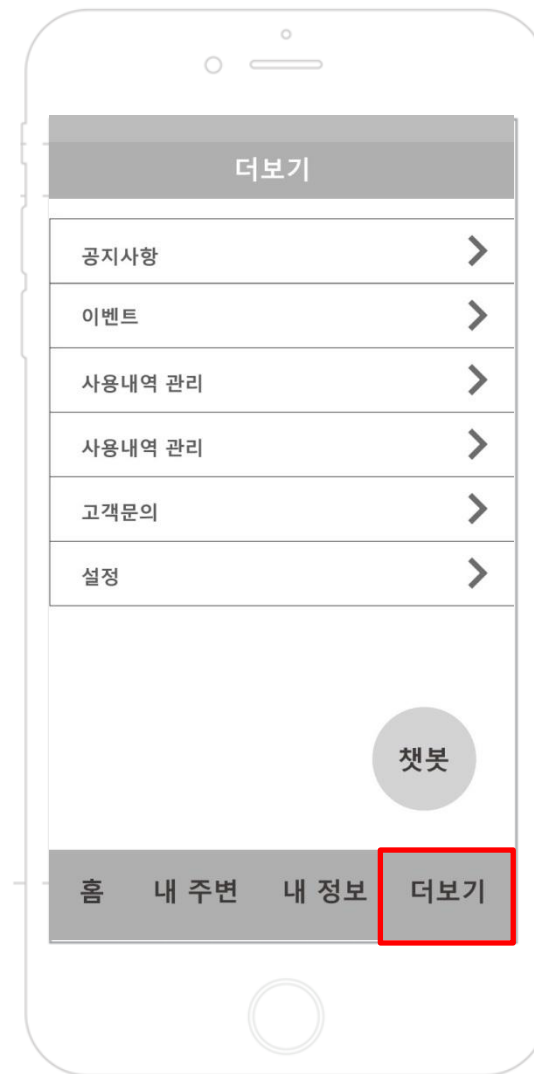 더보기
공지사항
이벤트
사용내역 관리
사용내역 관리
고객문의
설정
챗봇
홈 내 주변 내 정보 더보기